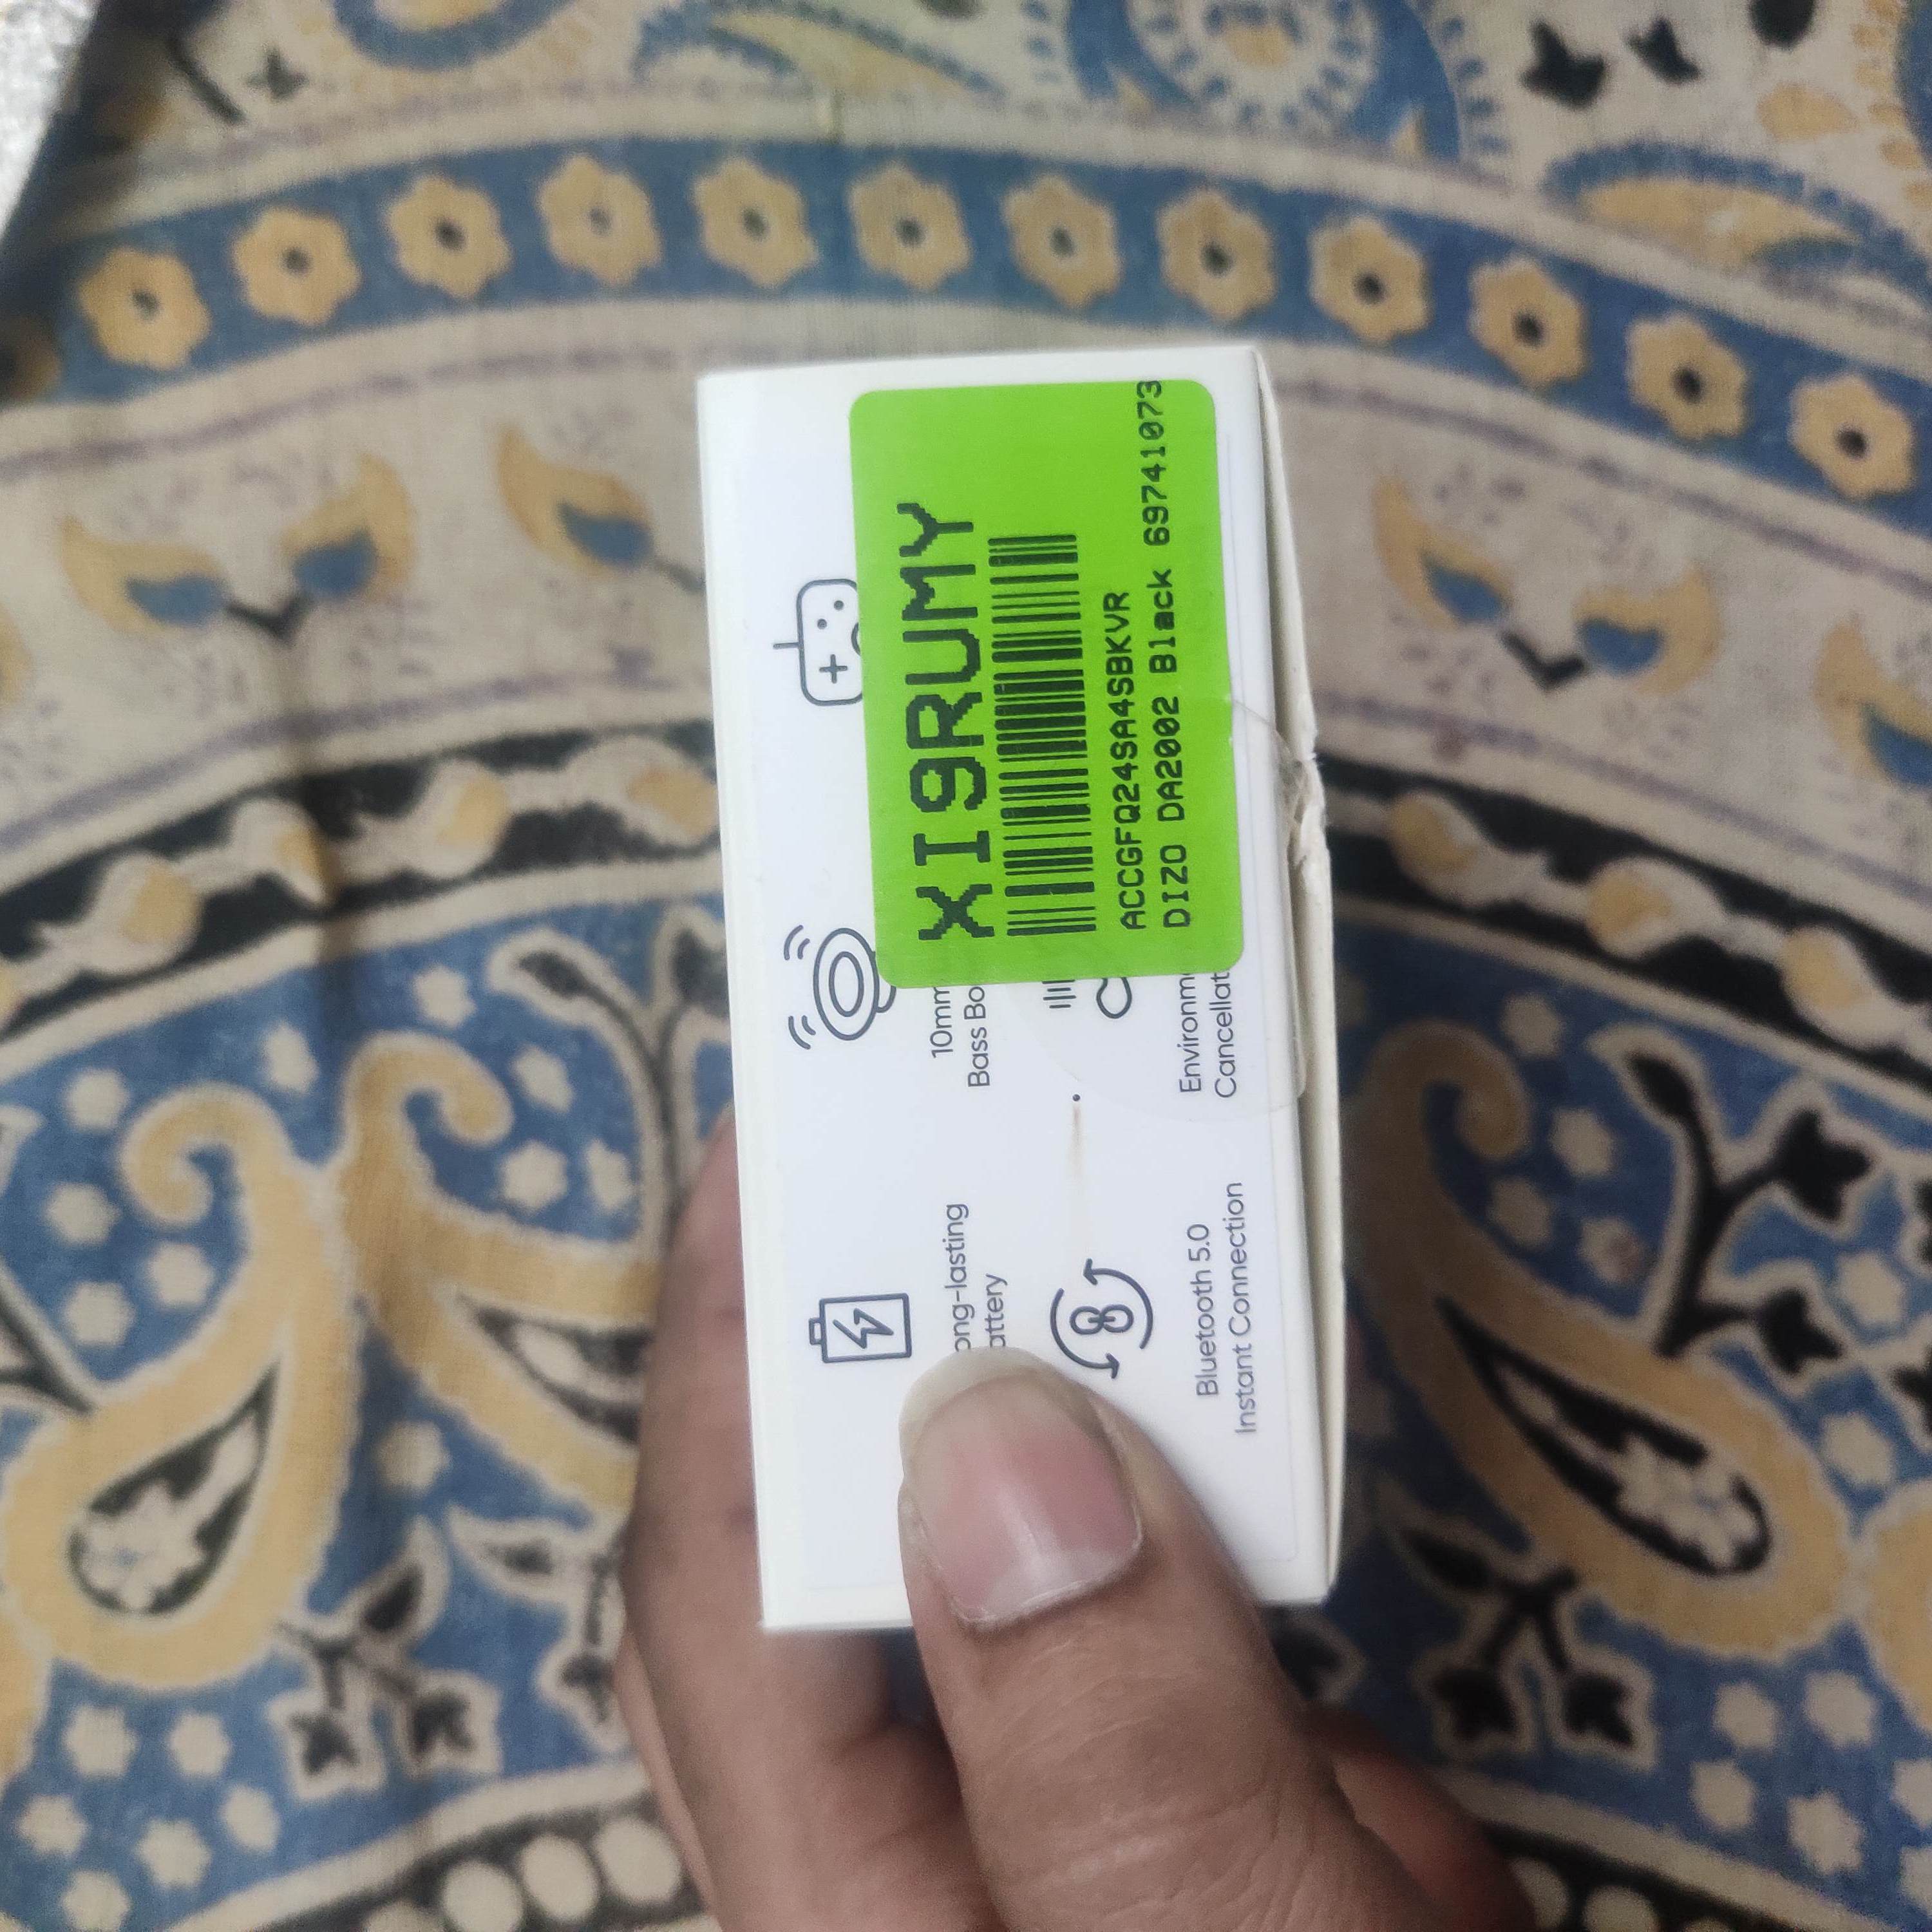 ong-lasting
attery
10mm
Bass Bo
XI9RUMY
ACCGFQ24SA4SBKVR
DIZO DA2002 Black 69741073
Bluetooth 5.0
Instant Connection
Environm
Cancellat